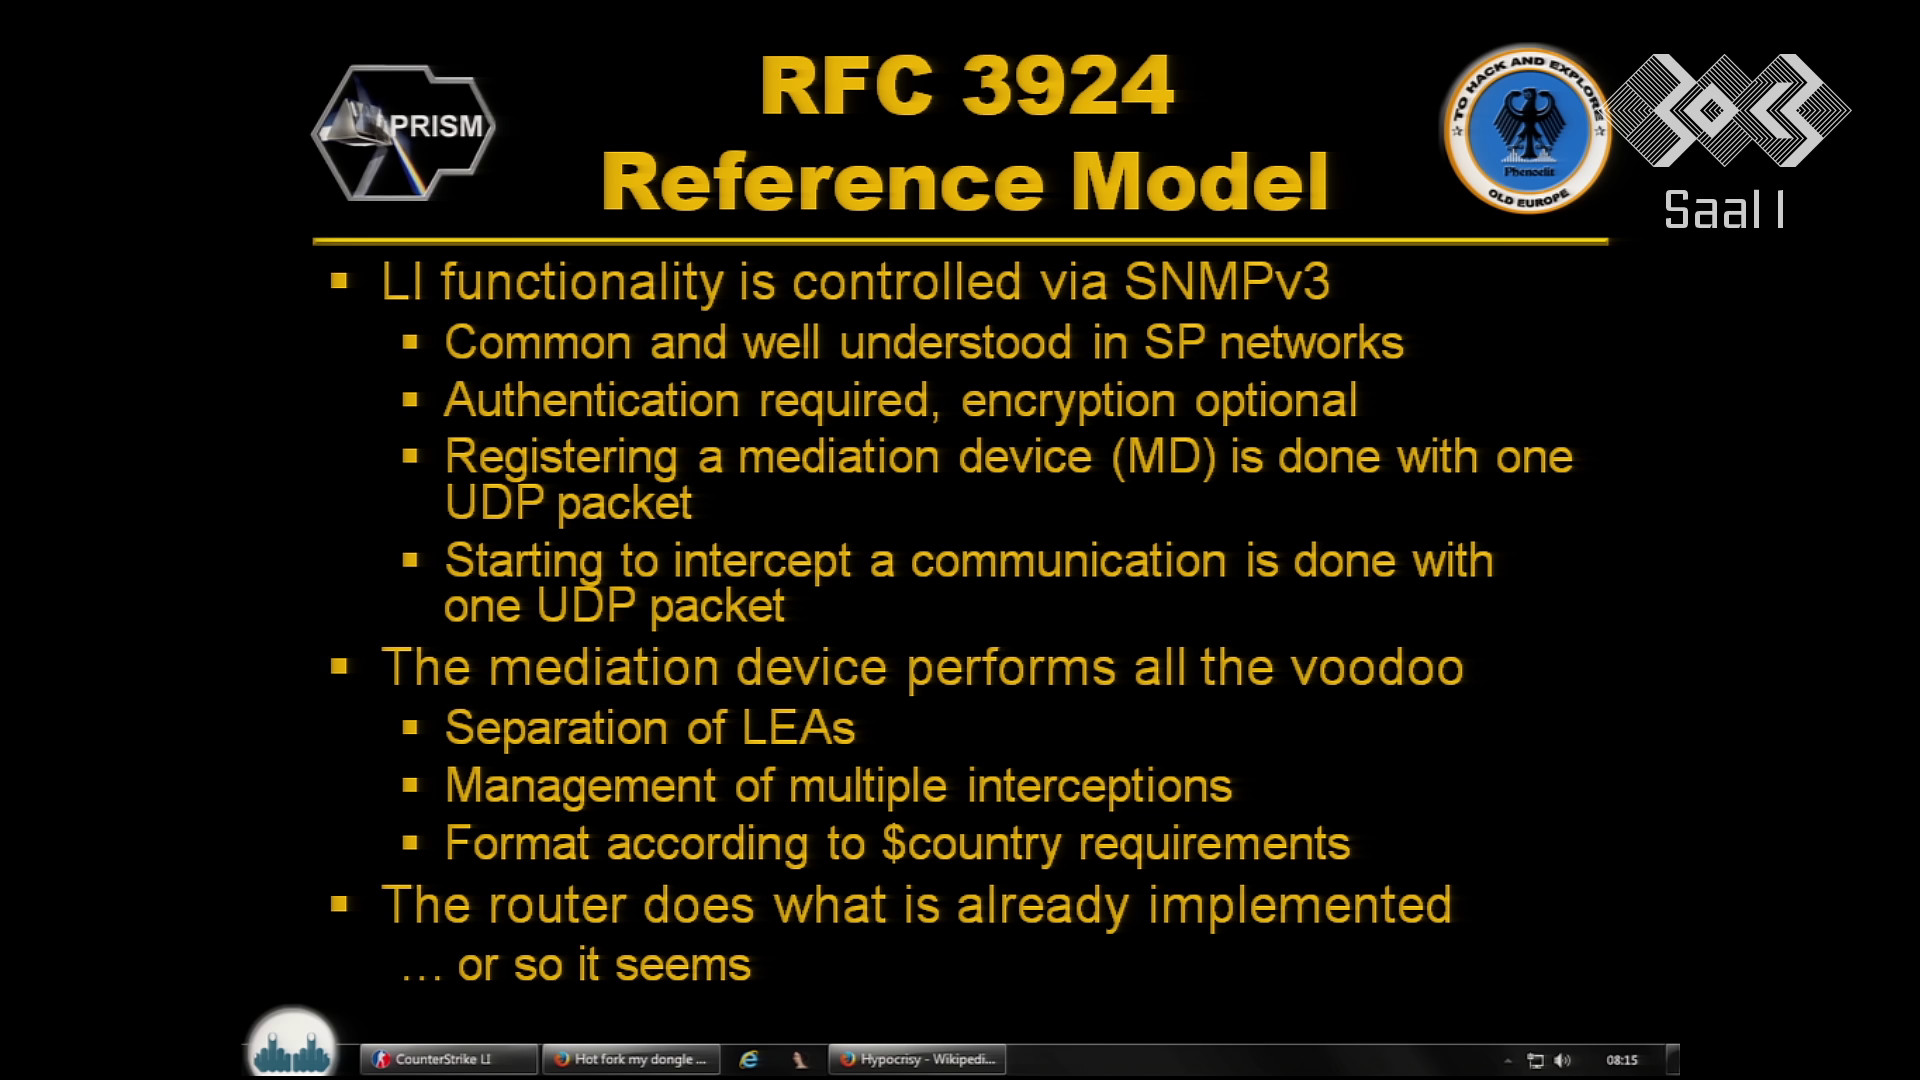 RFC 3924
Reference Model
PRISM
TO HACK AND EXPLORE
Phenoelit
OLD EUROPE
Saal 1
▪ LI functionality is controlled via SNMPv3
▪ Common and well understood in SP networks
▪ Authentication required, encryption optional
▪ Registering a mediation device (MD) is done with one
UDP packet
▪ Starting to intercept a communication is done with
one UDP packet
▪ The mediation device performs all the voodoo
▪ Separation of LEAs
▪ Management of multiple interceptions
▪ Format according to $country requirements
▪ The router does what is already implemented
… or so it seems
CounterStrike LI
Hot fork my dongle ...
Hypocrisy - Wikipedi...
08:15